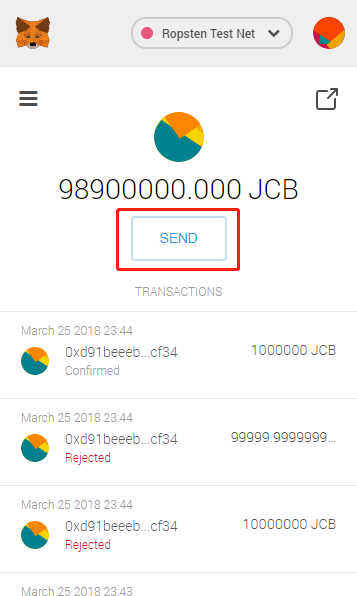 Ropsten Test Net
98900000.000 JCB
SEND
TRANSACTIONS
March 25 2018 23:44
0xd91beeeb...cf34
1000000 JCB
Confirmed
March 25 2018 23:44
0xd91beeeb...cf34
99999.9999999...
Rejected
March 25 2018 23:44
0xd91beeeb...cf34
10000000 JCB
Rejected
March 25 2018 23:43